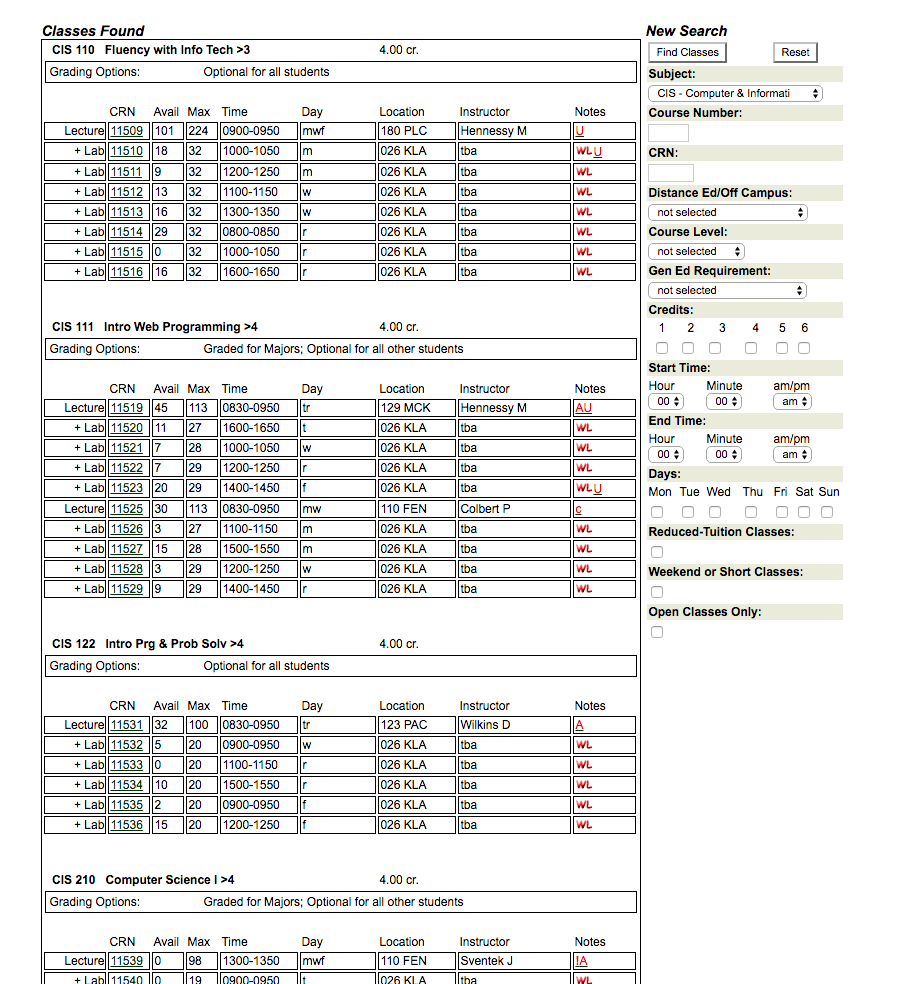 Classes Found
CIS 110 Fluency with Info Tech >3 4.00 cr.
Grading Options: Optional for all students
CRN Avail Max Time Day Location Instructor Notes
Lecture 11509 101 224 0900-0950 mwf 180 PLC Hennessy M U
+ Lab 11510 18 32 1000-1050 m 026 KLA tba WL U
+ Lab 11511 9 32 1200-1250 m 026 KLA tba WL
+ Lab 11512 13 32 1100-1150 w 026 KLA tba WL
+ Lab 11513 16 32 1300-1350 w 026 KLA tba WL
+ Lab 11514 29 32 0800-0850 r 026 KLA tba WL
+ Lab 11515 0 32 1000-1050 r 026 KLA tba WL
+ Lab 11516 16 32 1600-1650 r 026 KLA tba WL
CIS 111 Intro Web Programming >4 4.00 cr.
Grading Options: Graded for Majors; Optional for all other students
CRN Avail Max Time Day Location Instructor Notes
Lecture 11519 45 113 0830-0950 tr 129 MCK Hennessy M AU
+ Lab 11520 11 27 1600-1650 t 026 KLA tba WL
+ Lab 11521 7 28 1000-1050 w 026 KLA tba WL
+ Lab 11522 7 29 1200-1250 r 026 KLA tba WL
+ Lab 11523 20 29 1400-1450 f 026 KLA tba WL U
Lecture 11525 30 113 0830-0950 mw 110 FEN Colbert P c
+ Lab 11526 3 27 1100-1150 m 026 KLA tba WL
+ Lab 11527 15 28 1500-1550 m 026 KLA tba WL
+ Lab 11528 3 29 1200-1250 w 026 KLA tba WL
+ Lab 11529 9 29 1400-1450 r 026 KLA tba WL
CIS 122 Intro Prg & Prob Solv >4 4.00 cr.
Grading Options: Optional for all students
CRN Avail Max Time Day Location Instructor Notes
Lecture 11531 32 100 0830-0950 tr 123 PAC Wilkins D A
+ Lab 11532 5 20 0900-0950 w 026 KLA tba WL
+ Lab 11533 0 20 1100-1150 r 026 KLA tba WL
+ Lab 11534 10 20 1500-1550 r 026 KLA tba WL
+ Lab 11535 2 20 0900-0950 f 026 KLA tba WL
+ Lab 11536 15 20 1200-1250 f 026 KLA tba WL
CIS 210 Computer Science I >4 4.00 cr.
Grading Options: Graded for Majors; Optional for all other students
CRN Avail Max Time Day Location Instructor Notes
Lecture 11539 0 98 1300-1350 mwf 110 FEN Sventek J !A
+ Lab 11540 0 19 0900-0950 t 026 KLA tba WL
New Search
Find Classes Reset
Subject:
CIS - Computer & Informati
Course Number:
CRN:
Distance Ed/Off Campus:
not selected
Course Level:
not selected
Gen Ed Requirement:
not selected
Credits:
1 2 3 4 5 6
Start Time:
Hour Minute am/pm
00 00 am
End Time:
Hour Minute am/pm
00 00 am
Days:
Mon Tue Wed Thu Fri Sat Sun
Reduced-Tuition Classes:
Weekend or Short Classes:
Open Classes Only: